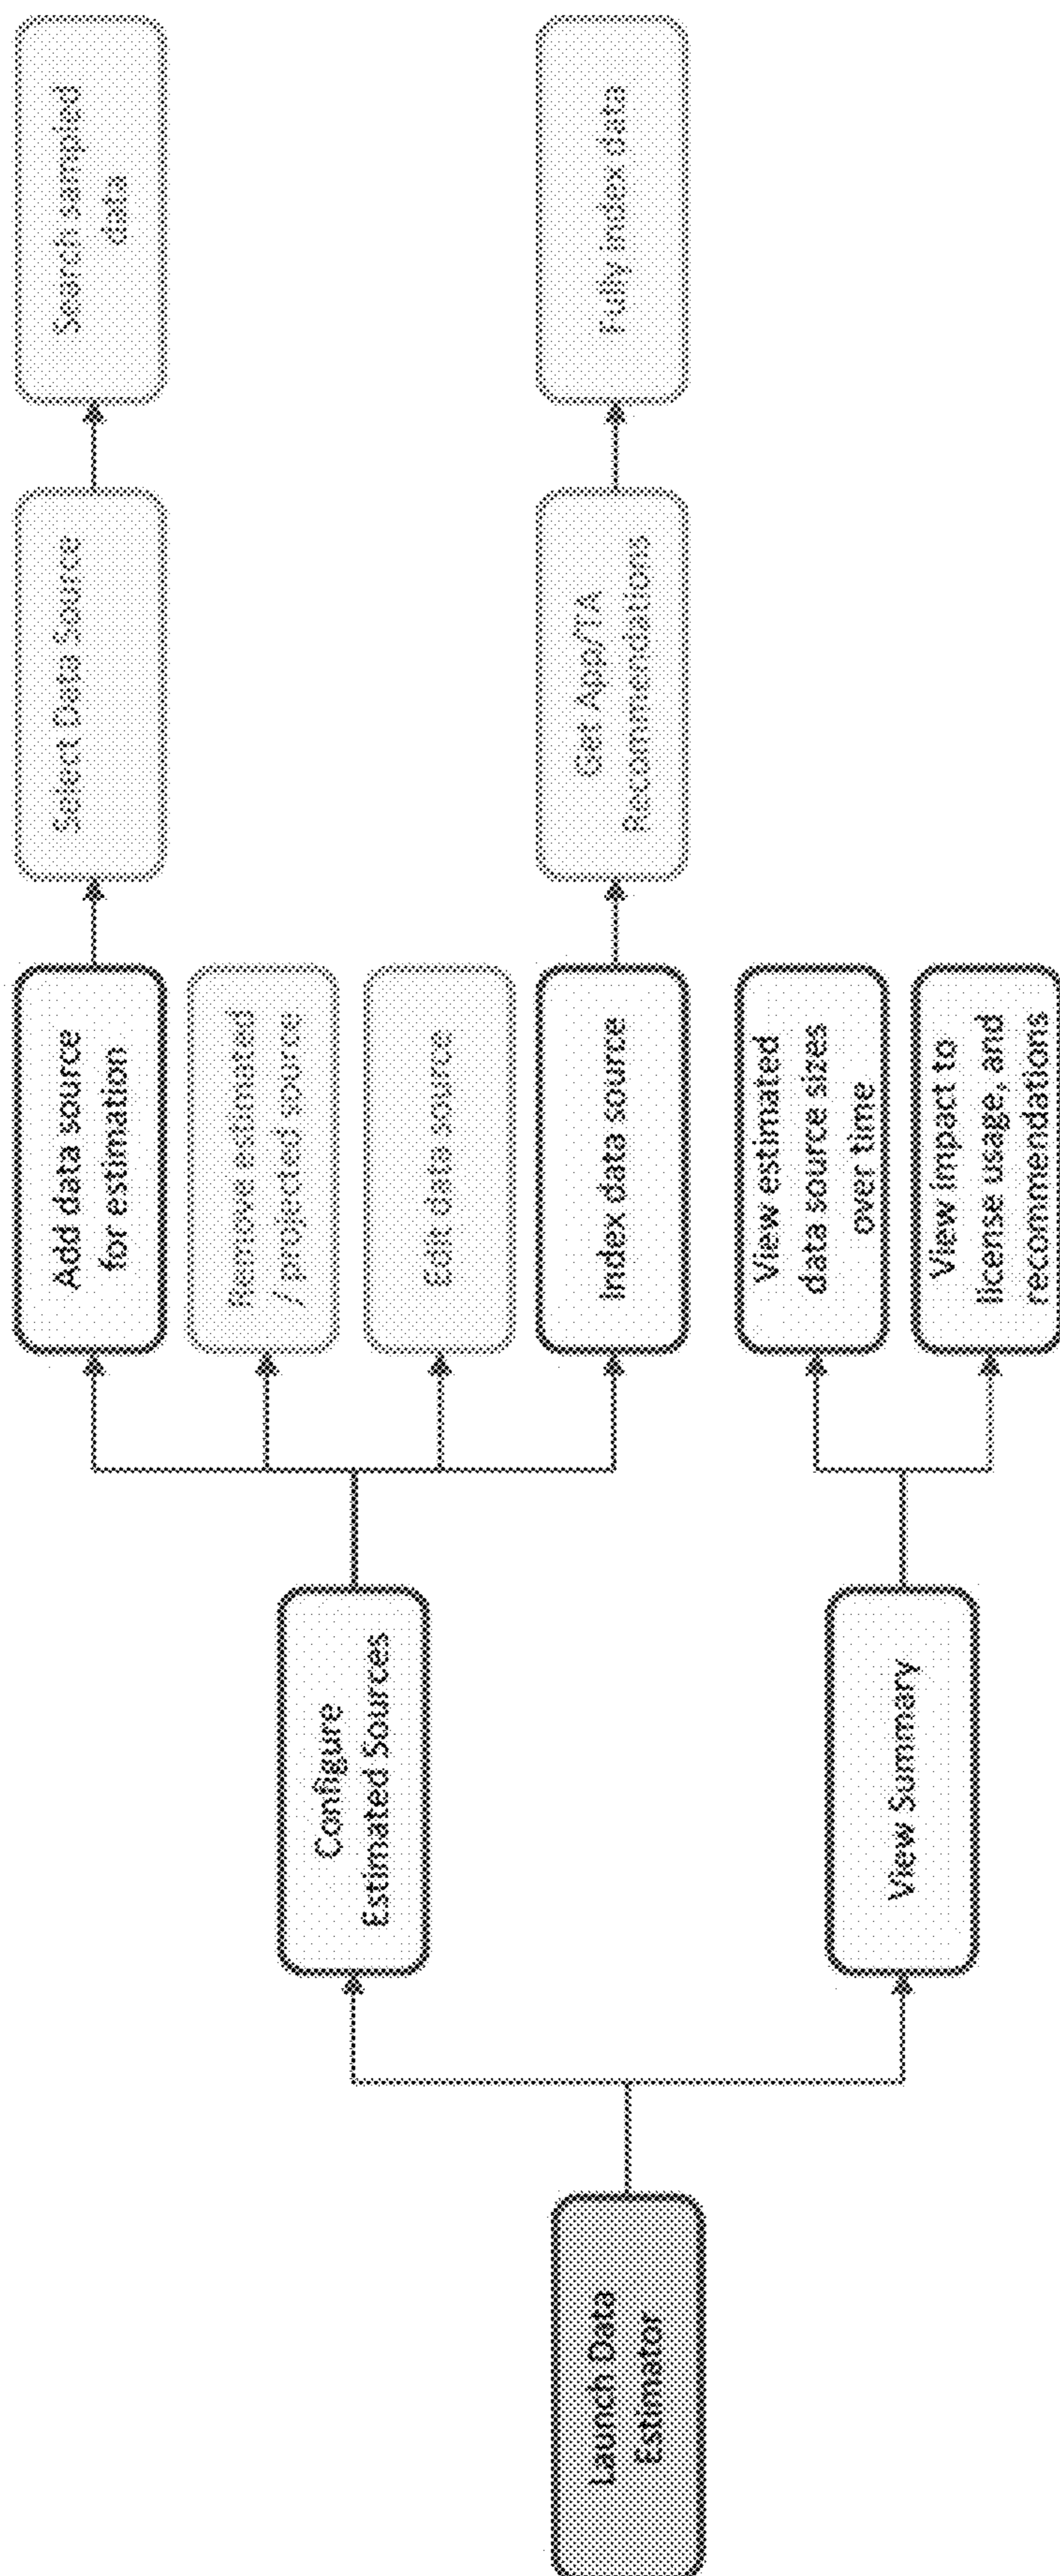 Launch Data
Estimator
Configure
Estimated Sources
View Summary
Add data source
for estimation
Remove estimated
/ projected source
Edit data source
Index data source
View estimated
data source sizes
over time
View impact to
license usage, and
recommendations
Select Data Source
Get App/TA
Recommendations
Search sampled
data
Fully index data